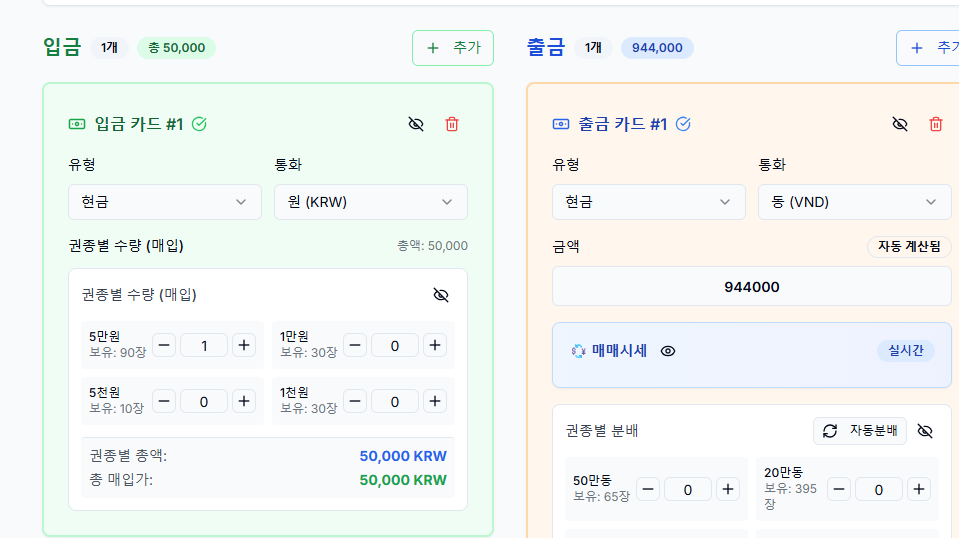 입금 1개 총 50,000 + 추가
입금 카드 #1
유형 통화
현금 원 (KRW)
권종별 수량 (매입) 총액: 50,000
권종별 수량 (매입)
5만원 1만원
보유: 90장 − 1 + 보유: 30장 − 0 +
5천원 1천원
보유: 10장 − 0 + 보유: 30장 − 0 +
권종별 총액: 50,000 KRW
총 매입가: 50,000 KRW
출금 1개 944,000 +
출금 카드 #1
유형 통화
현금 동 (VND)
금액 자동 계산됨
944000
매매시세 실시간
권종별 분배 자동분배
50만동 20만동
보유: 65장 − 0 + 보유: 395
장 − 0 +